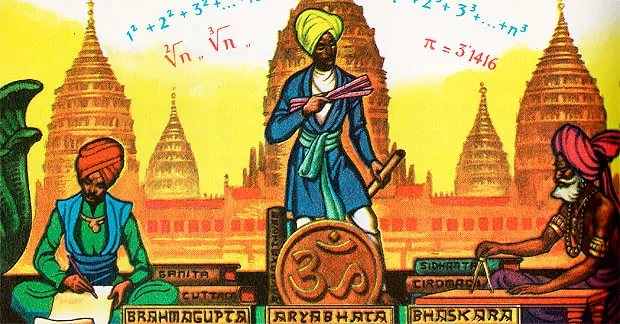 1² + 2² + 3² +...
+ 2³ + 3³ +...+ n³
²√n ,, ³√n ,,
π = 3'1416
GANITA
SIDHANTA
BRAHMAGUPTA
ARYABHATA
BHASKARA